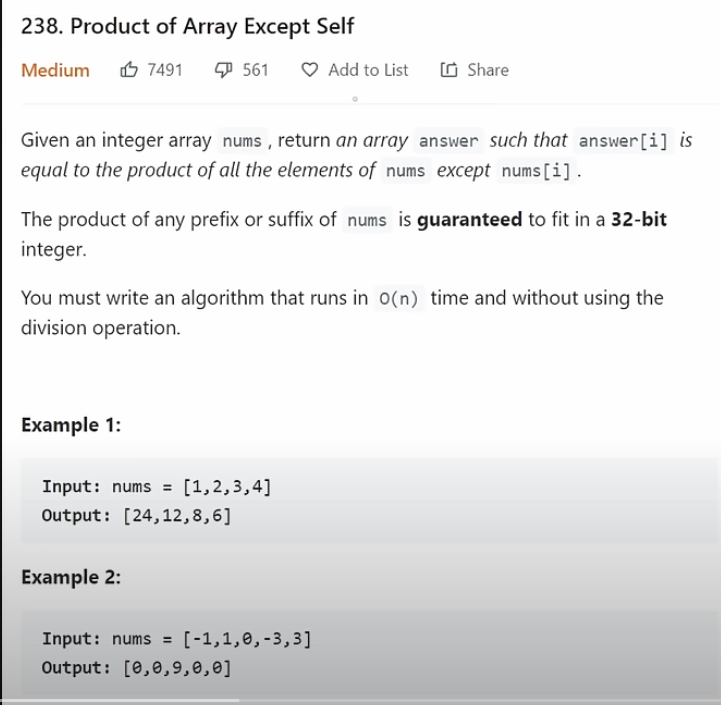 238. Product of Array Except Self
Medium 7491 561 Add to List Share
Given an integer array nums , return an array answer such that answer[i] is
equal to the product of all the elements of nums except nums[i] .
The product of any prefix or suffix of nums is guaranteed to fit in a 32-bit
integer.
You must write an algorithm that runs in O(n) time and without using the
division operation.
Example 1:
Input: nums = [1,2,3,4]
Output: [24,12,8,6]
Example 2:
Input: nums = [-1,1,0,-3,3]
Output: [0,0,9,0,0]